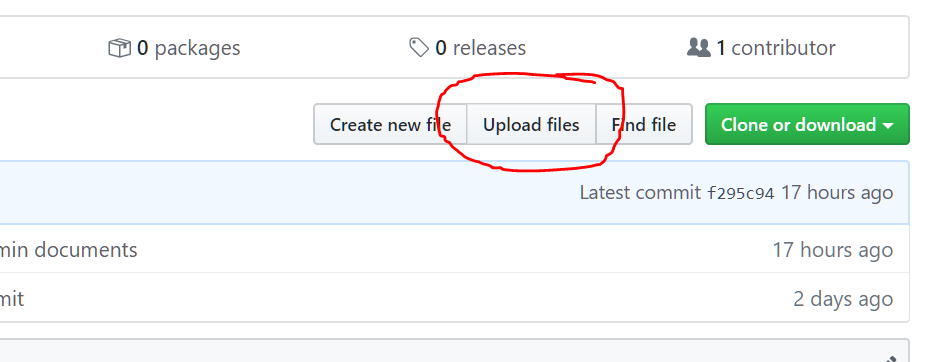 0 packages 0 releases 1 contributor
Create new file Upload files Find file Clone or download
Latest commit f295c94 17 hours ago
min documents 17 hours ago
mit 2 days ago